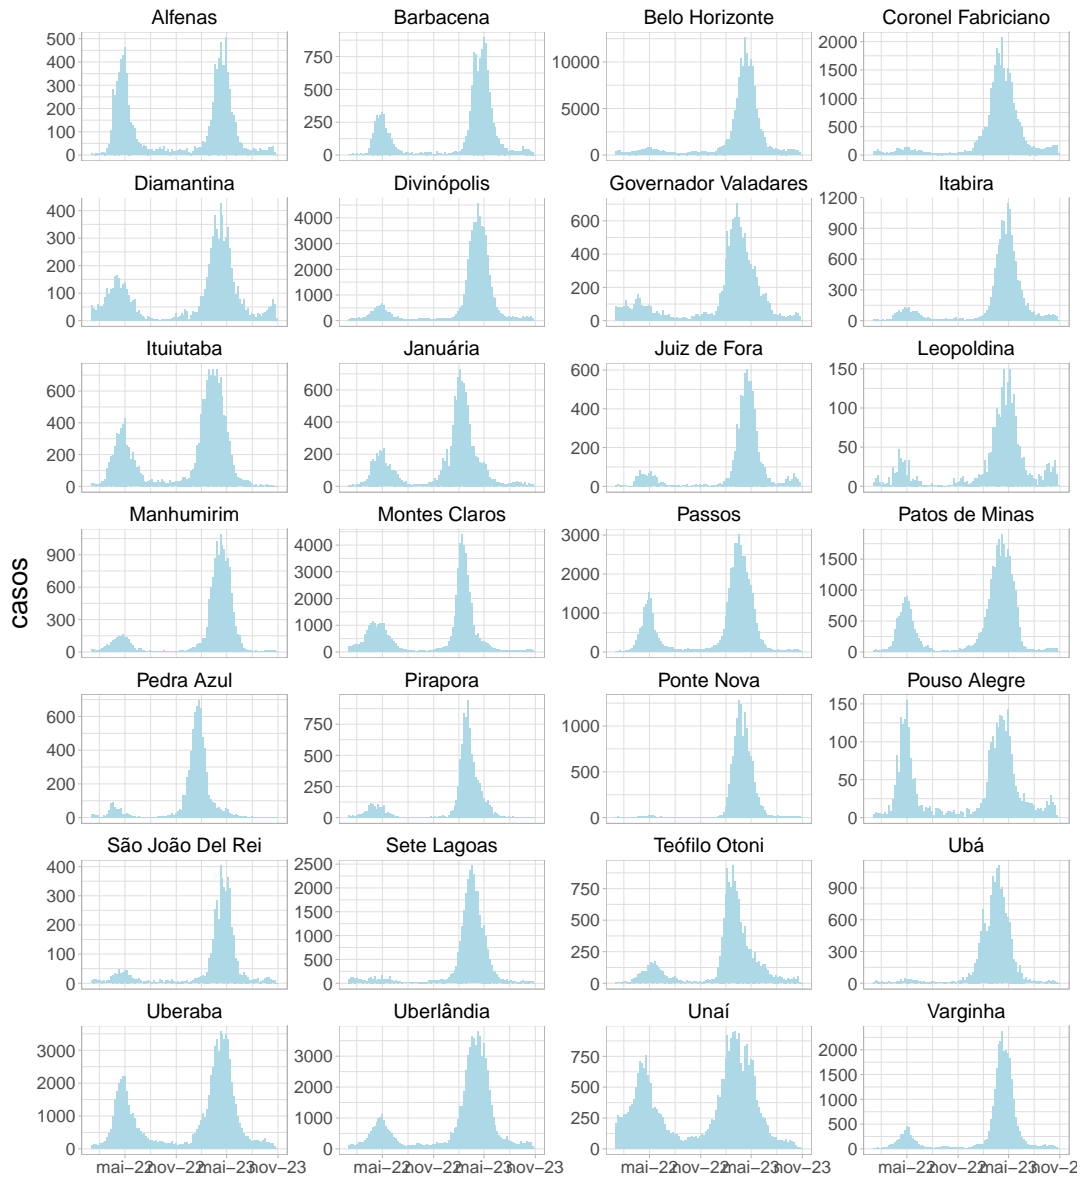 Alfenas Barbacena Belo Horizonte Coronel Fabriciano
500 400 300 200 100 0
750 500 250 0
10000 5000 0
2000 1500 1000 500 0
Diamantina Divinópolis Governador Valadares Itabira
400 300 200 100 0
4000 3000 2000 1000 0
600 400 200 0
1200 900 600 300 0
Ituiutaba Januária Juiz de Fora Leopoldina
600 400 200 0
600 400 200 0
600 400 200 0
150 100 50 0
casos
Manhumirim Montes Claros Passos Patos de Minas
900 600 300 0
4000 3000 2000 1000 0
3000 2000 1000 0
1500 1000 500 0
Pedra Azul Pirapora Ponte Nova Pouso Alegre
600 400 200 0
750 500 250 0
1000 500 0
150 100 50 0
São João Del Rei Sete Lagoas Teófilo Otoni Ubá
400 300 200 100 0
2500 2000 1500 1000 500 0
750 500 250 0
900 600 300 0
Uberaba Uberlândia Unaí Varginha
3000 2000 1000 0
3000 2000 1000 0
750 500 250 0
2000 1500 1000 500 0
mai−22 nov−22 mai−23 nov−23 mai−22 nov−22 mai−23 nov−23 mai−22 nov−22 mai−23 nov−23 mai−22 nov−22 mai−23 nov−2